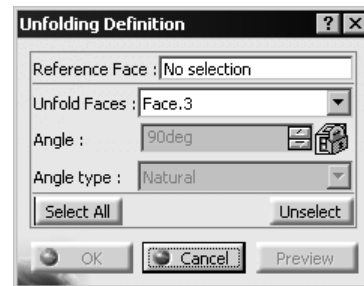 Unfolding Definition ? ×
Reference Face : No selection
Unfold Faces : Face.3
Angle : 90deg
Angle type : Natural
Select All Unselect
OK Cancel Preview